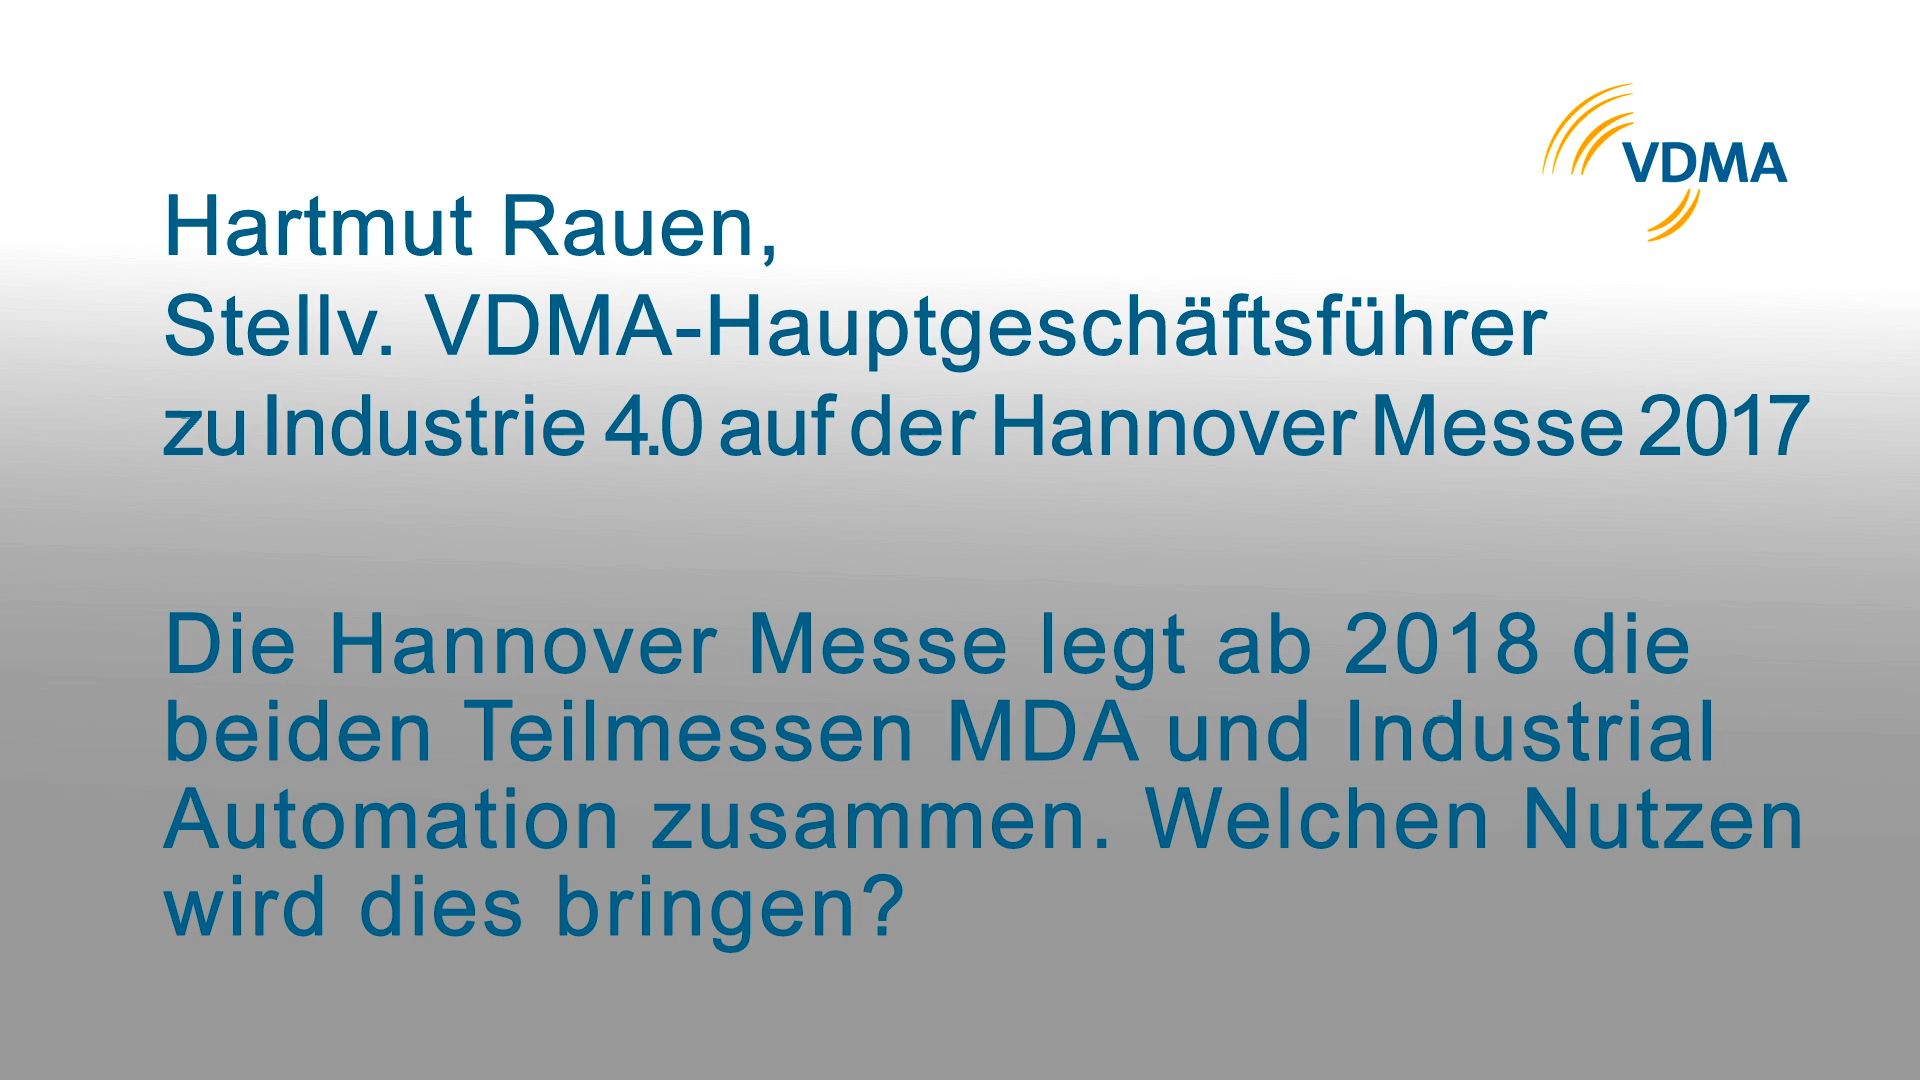 VDMA
Hartmut Rauen,
Stellv. VDMA-Hauptgeschäftsführer
zu Industrie 4.0 auf der Hannover Messe 2017
Die Hannover Messe legt ab 2018 die
beiden Teilmessen MDA und Industrial
Automation zusammen. Welchen Nutzen
wird dies bringen?